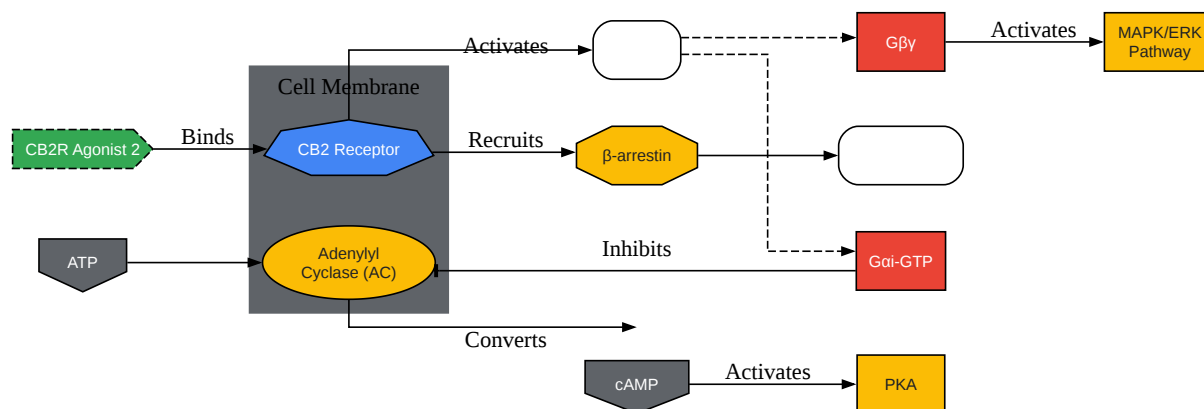 Activates
Gβγ
Activates
MAPK/ERK
Pathway
Cell Membrane
CB2R Agonist 2
Binds
CB2 Receptor
Recruits
β-arrestin
ATP
Adenylyl
Cyclase (AC)
Inhibits
Gαi-GTP
Converts
cAMP
Activates
PKA